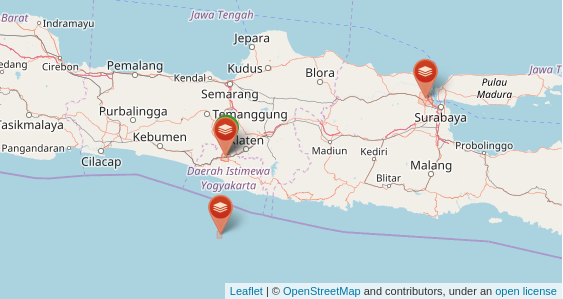 Jawa Tengah
Barat
Indramayu
Jepara
Jawa T
edang
Cirebon
Pemalang
Kendal
Kudus
Blora
Pulau
Madura
Semarang
Purbalingga
Temanggung
Surabaya
Tasikmalaya
Kebumen
Klaten
Pangandaran
Cilacap
Madiun
Kediri
Probolinggo
Malang
Daerah Istimewa
Yogyakarta
Blitar
Leaflet | © OpenStreetMap and contributors, under an open license